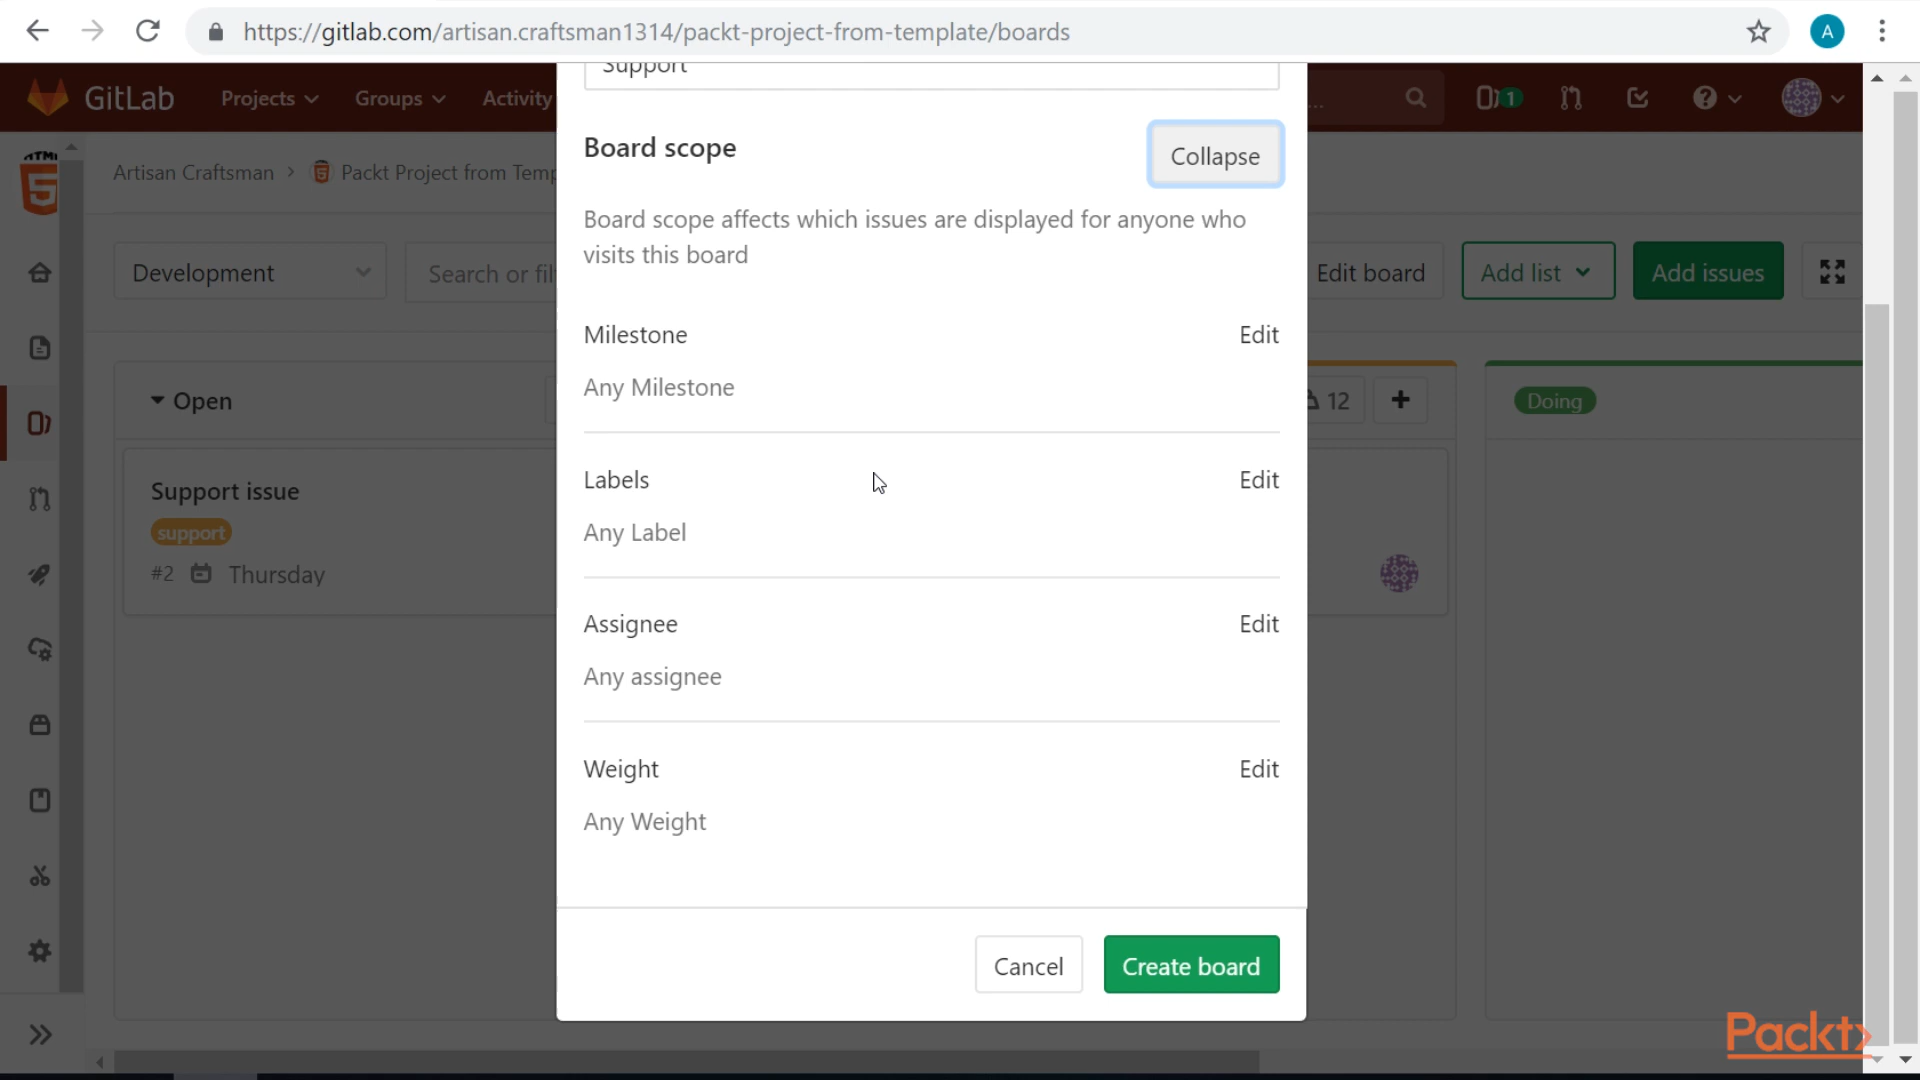 https://gitlab.com/artisan.craftsman1314/packt-project-from-template/boards
A
GitLab
Projects
Groups
Activity
...
1
Support
Board scope
Collapse
Board scope affects which issues are displayed for anyone who
visits this board
Artisan Craftsman > Packt Project from Temp
Development
Search or fil
Edit board
Add list
Add issues
Milestone
Edit
Any Milestone
Open
12
Doing
Labels
Edit
Any Label
Support issue
support
#2
Thursday
Assignee
Edit
Any assignee
Weight
Edit
Any Weight
Cancel
Create board
Packt>